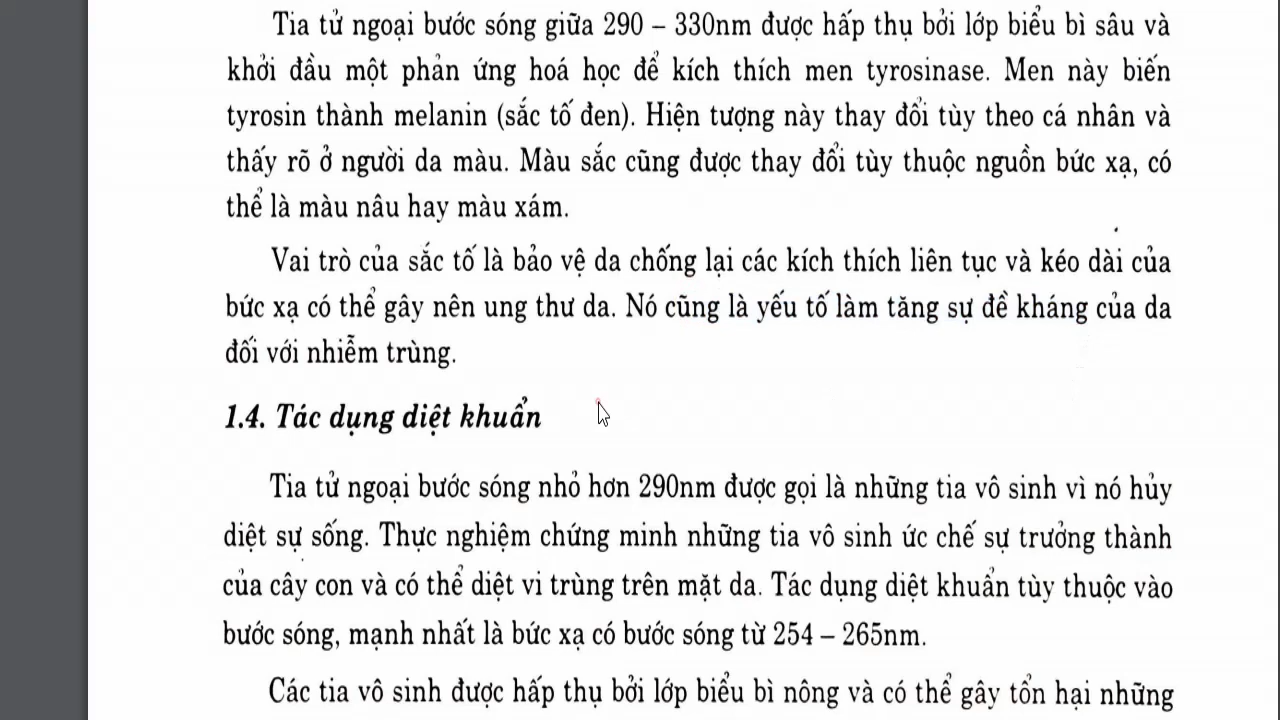 Tia tử ngoại bước sóng giữa 290 – 330nm được hấp thụ bởi lớp biểu bì sâu và
khởi đầu một phản ứng hoá học để kích thích men tyrosinase. Men này biến
tyrosin thành melanin (sắc tố đen). Hiện tượng này thay đổi tùy theo cá nhân và
thấy rõ ở người da màu. Màu sắc cũng được thay đổi tùy thuộc nguồn bức xạ, có
thể là màu nâu hay màu xám.
Vai trò của sắc tố là bảo vệ da chống lại các kích thích liên tục và kéo dài của
bức xạ có thể gây nên ung thư da. Nó cũng là yếu tố làm tăng sự đề kháng của da
đối với nhiễm trùng.
1.4. Tác dụng diệt khuẩn
Tia tử ngoại bước sóng nhỏ hơn 290nm được gọi là những tia vô sinh vì nó hủy
diệt sự sống. Thực nghiệm chứng minh những tia vô sinh ức chế sự trưởng thành
của cây con và có thể diệt vi trùng trên mặt da. Tác dụng diệt khuẩn tùy thuộc vào
bước sóng, mạnh nhất là bức xạ có bước sóng từ 254 – 265nm.
Các tia vô sinh được hấp thụ bởi lớp biểu bì nông và có thể gây tổn hại những